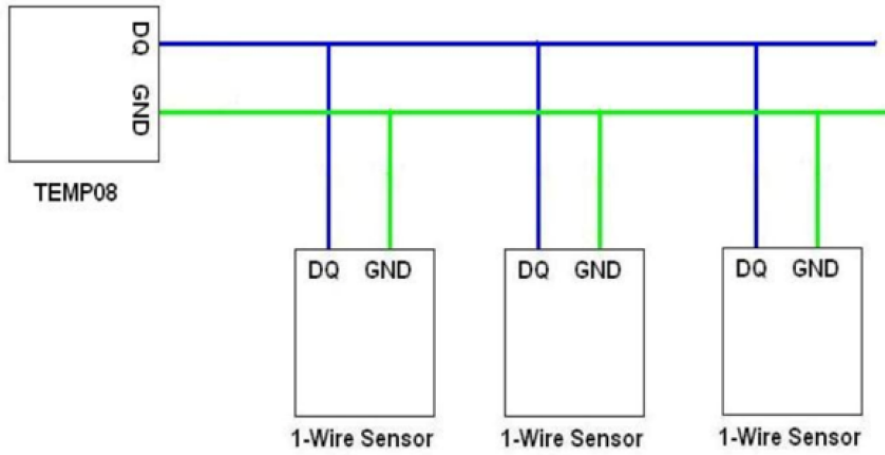 DQ
GND
TEMP08
DQ GND
DQ GND
DQ GND
1-Wire Sensor
1-Wire Sensor
1-Wire Sensor